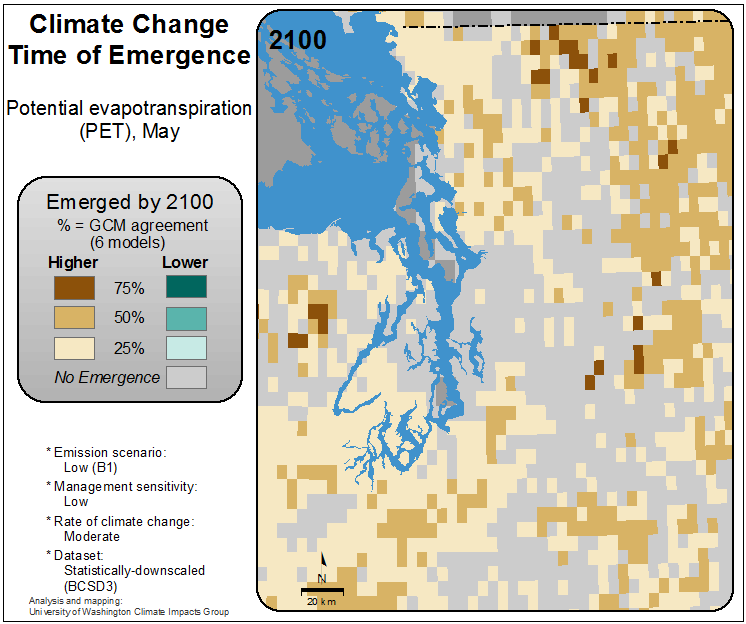 Climate Change
Time of Emergence
Potential evapotranspiration
(PET), May
Emerged by 2100
% = GCM agreement
(6 models)
Higher Lower
75%
50%
25%
No Emergence
* Emission scenario:
Low (B1)
* Management sensitivity:
Low
* Rate of climate change:
Moderate
* Dataset:
Statistically-downscaled
(BCSD3)
Analysis and mapping:
University of Washington Climate Impacts Group
2100
N
20 km